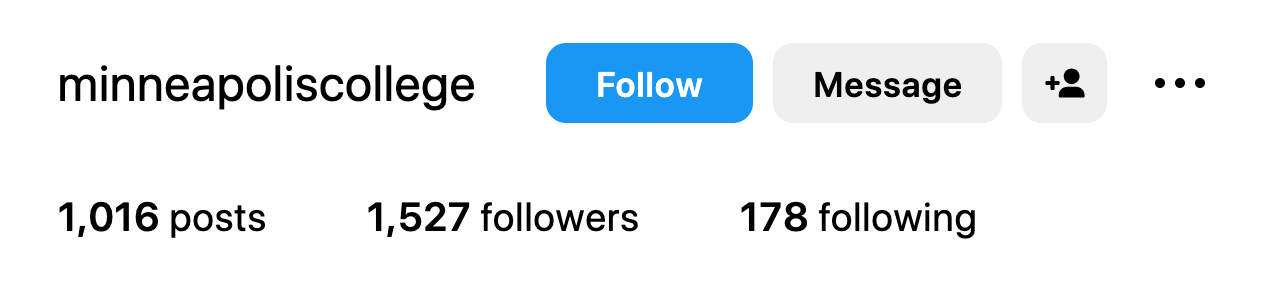 minneapoliscollege Follow Message
1,016 posts 1,527 followers 178 following